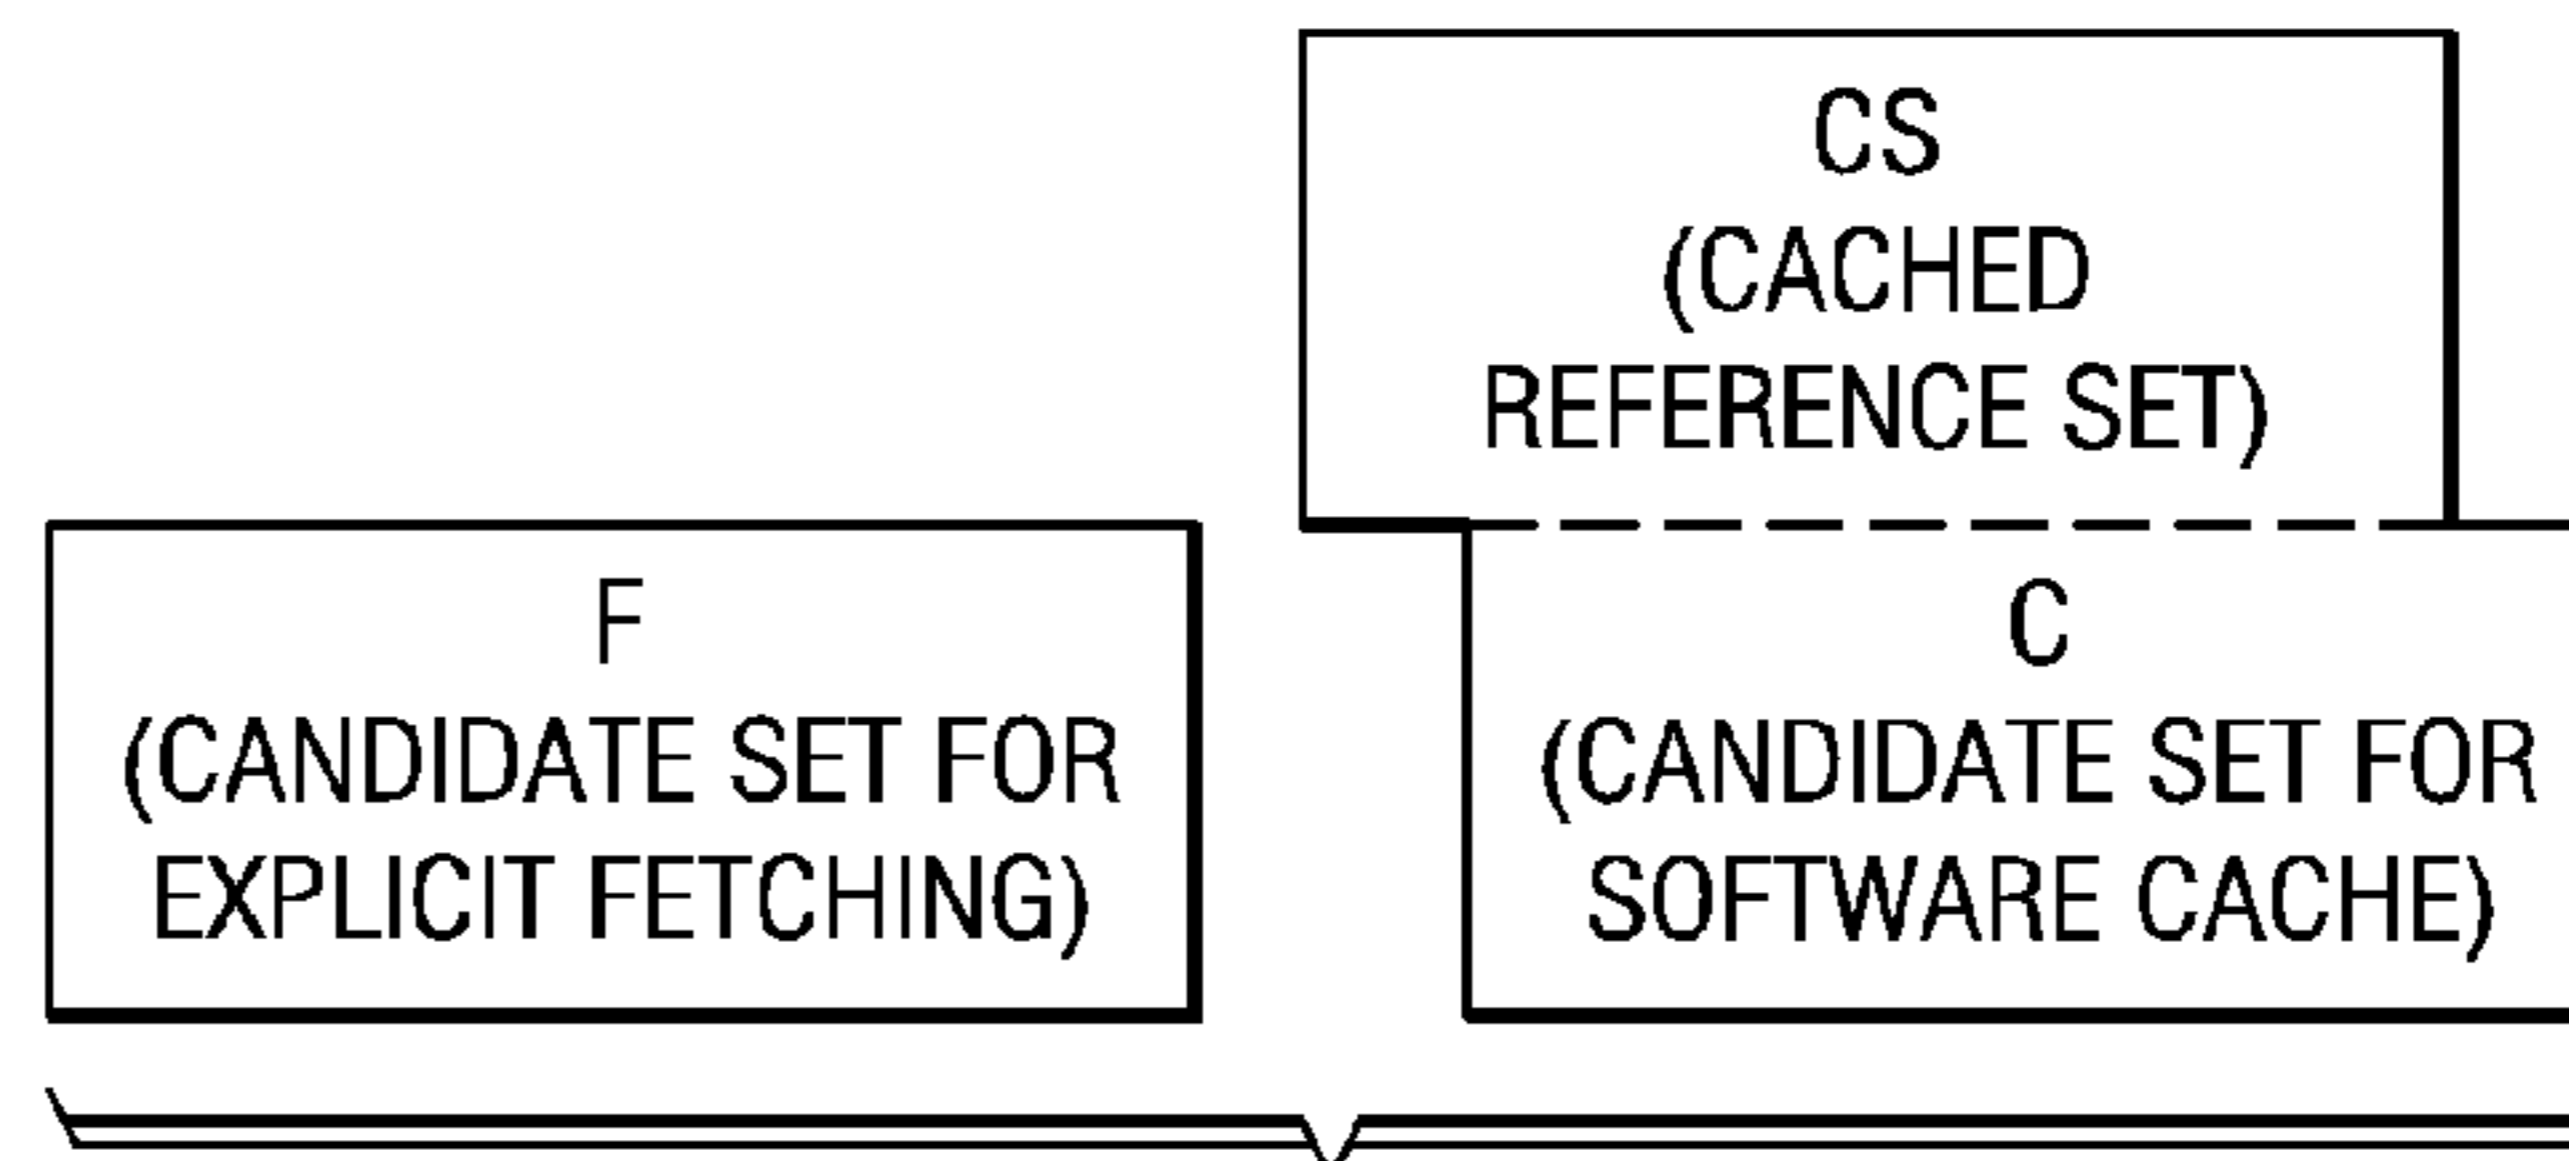 CS
(CACHED
REFERENCE SET)
F
(CANDIDATE SET FOR
EXPLICIT FETCHING)
C
(CANDIDATE SET FOR
SOFTWARE CACHE)